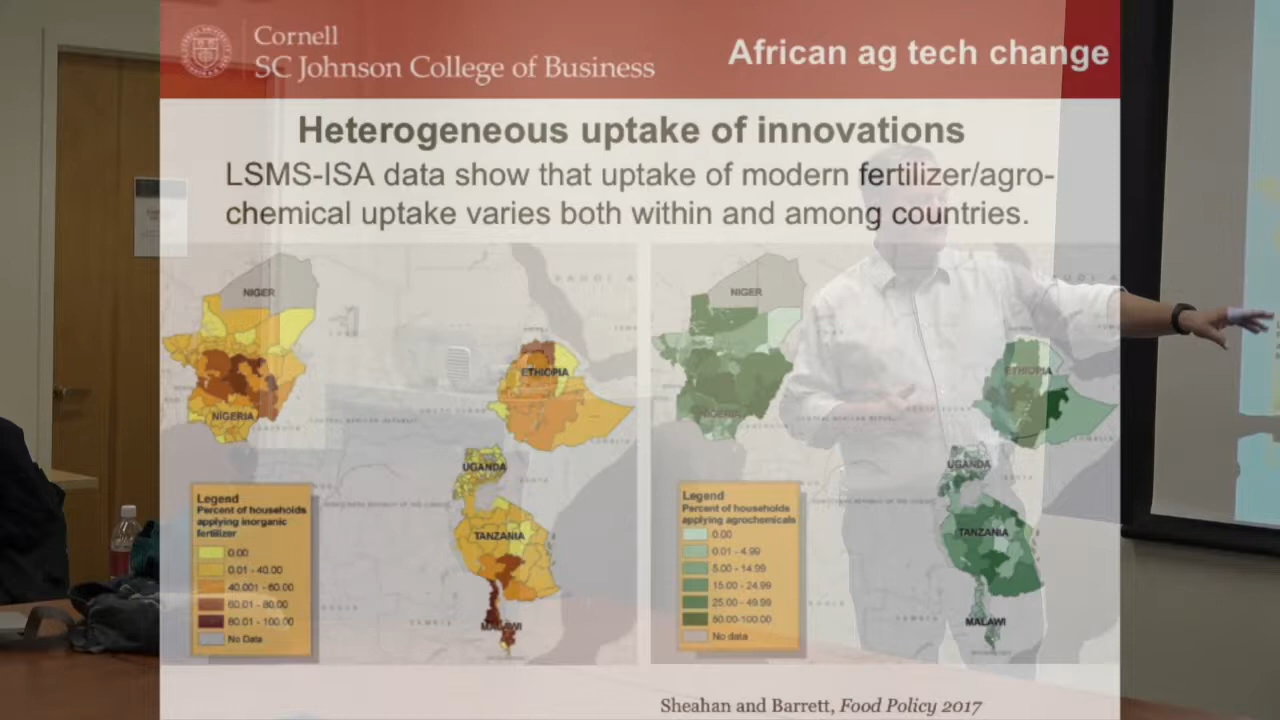 Cornell
SC Johnson College of Business
African ag tech change
Heterogeneous uptake of innovations
LSMS-ISA data show that uptake of modern fertilizer/agro-
chemical uptake varies both within and among countries.
NIGER
NIGERIA
ETHIOPIA
UGANDA
TANZANIA
MALAWI
Legend
Percent of households
applying inorganic
fertilizer
0.00
0.01 - 40.00
40.001 - 60.00
60.01 - 80.00
80.01 - 100.00
No Data
NIGER
NIGERIA
ETHIOPIA
UGANDA
TANZANIA
MALAWI
Legend
Percent of households
applying agrochemicals
0.00
0.01 - 4.99
5.00 - 14.99
15.00 - 24.99
25.00 - 49.99
50.00-100.00
No data
Sheahan and Barrett, Food Policy 2017